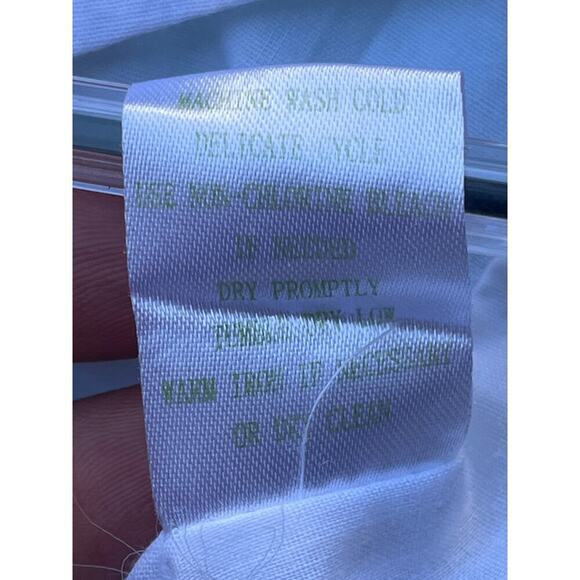 MACHINE WASH COLD
DELICATE CYCLE
USE NON-CHLORINE BLEACH
IF NEEDED
DRY PROMPTLY
TUMBLE DRY LOW
WARM IRON IF NECESSARY
OR DRY CLEAN